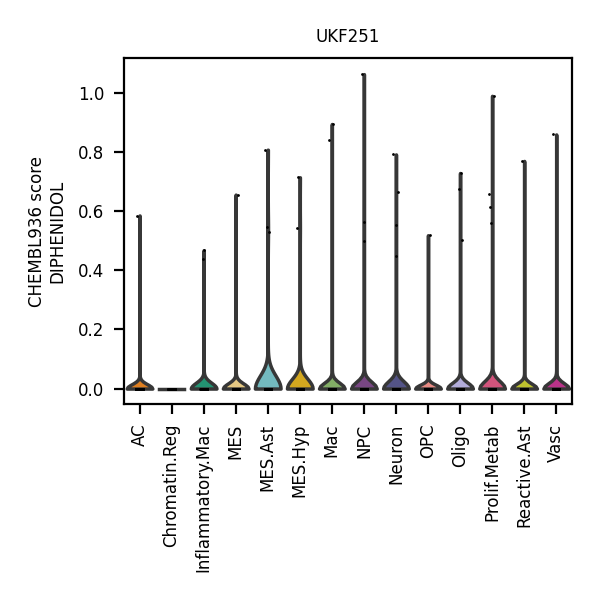 UKF251
CHEMBL936 score
DIPHENIDOL
1.0
0.8
0.6
0.4
0.2
0.0
AC
Chromatin.Reg
Inflammatory.Mac
MES
MES.Ast
MES.Hyp
Mac
NPC
Neuron
OPC
Oligo
Prolif.Metab
Reactive.Ast
Vasc